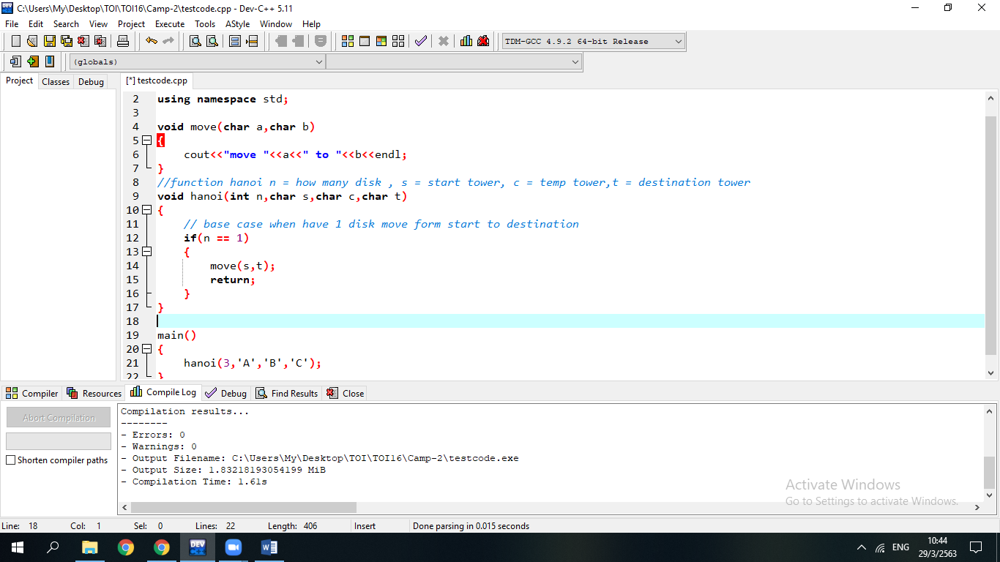 C:\Users\My\Desktop\TOI\TOI16\Camp-2\testcode.cpp - Dev-C++ 5.11
File Edit Search View Project Execute Tools AStyle Window Help
TDM-GCC 4.9.2 64-bit Release
(globals)
Project Classes Debug
[*] testcode.cpp
2 using namespace std;
3
4 void move(char a,char b)
5 {
6 cout<<"move "<<a<<" to "<<b<<endl;
7 }
8 //function hanoi n = how many disk , s = start tower, c = temp tower,t = destination tower
9 void hanoi(int n,char s,char c,char t)
10 {
11 // base case when have 1 disk move form start to destination
12 if(n == 1)
13 {
14 move(s,t);
15 return;
16 }
17 }
18
19 main()
20 {
21 hanoi(3,'A','B','C');
22 }
Compiler Resources Compile Log Debug Find Results Close
Abort Compilation
Shorten compiler paths
Compilation results...
--------
- Errors: 0
- Warnings: 0
- Output Filename: C:\Users\My\Desktop\TOI\TOI16\Camp-2\testcode.exe
- Output Size: 1.83218193054199 MiB
- Compilation Time: 1.61s
Activate Windows
Go to Settings to activate Windows.
Line: 18 Col: 1 Sel: 0 Lines: 22 Length: 406 Insert Done parsing in 0.015 seconds
DEV
ENG
10:44
29/3/2563